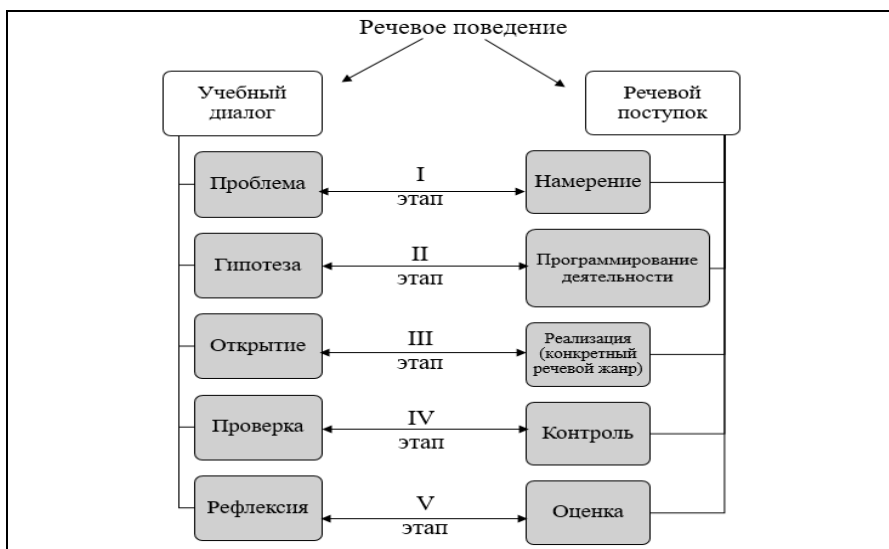 Речевое поведение
Учебный
диалог
Речевой
поступок
Проблема
I
этап
Намерение
Гипотеза
II
этап
Программирование
деятельности
Открытие
III
этап
Реализация
(конкретный
речевой жанр)
Проверка
IV
этап
Контроль
Рефлексия
V
этап
Оценка